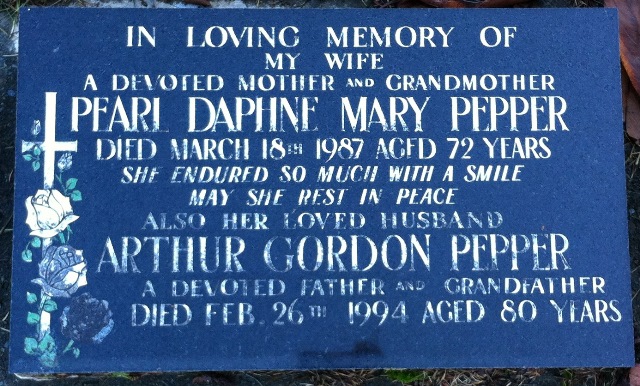 IN LOVING MEMORY OF
MY WIFE
A DEVOTED MOTHER AND GRANDMOTHER
PEARL DAPHNE MARY PEPPER
DIED MARCH 18TH 1987 AGED 72 YEARS
SHE ENDURED SO MUCH WITH A SMILE
MAY SHE REST IN PEACE
ALSO HER LOVED HUSBAND
ARTHUR GORDON PEPPER
A DEVOTED FATHER AND GRANDFATHER
DIED FEB. 26TH 1994 AGED 80 YEARS